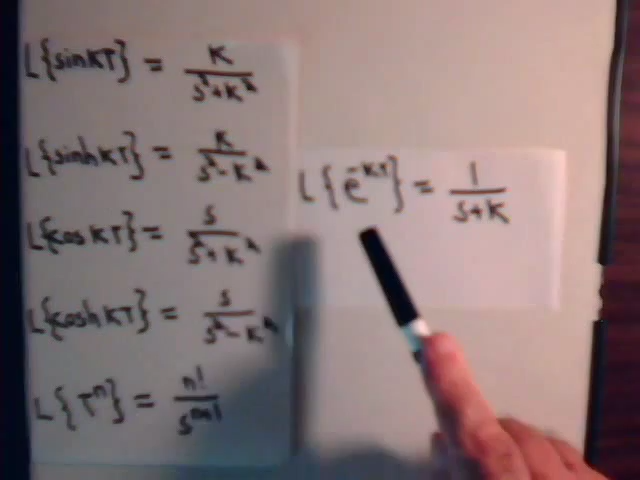 L{sinkT} = K/(s²+K²)
L{sinhkT} = K/(s²-K²)
L{coskT} = s/(s²+K²)
L{coshkT} = s/(s²-K²)
L{Tⁿ} = n!/sⁿ⁺¹
L{e⁻ᴷᵀ} = 1/(s+K)